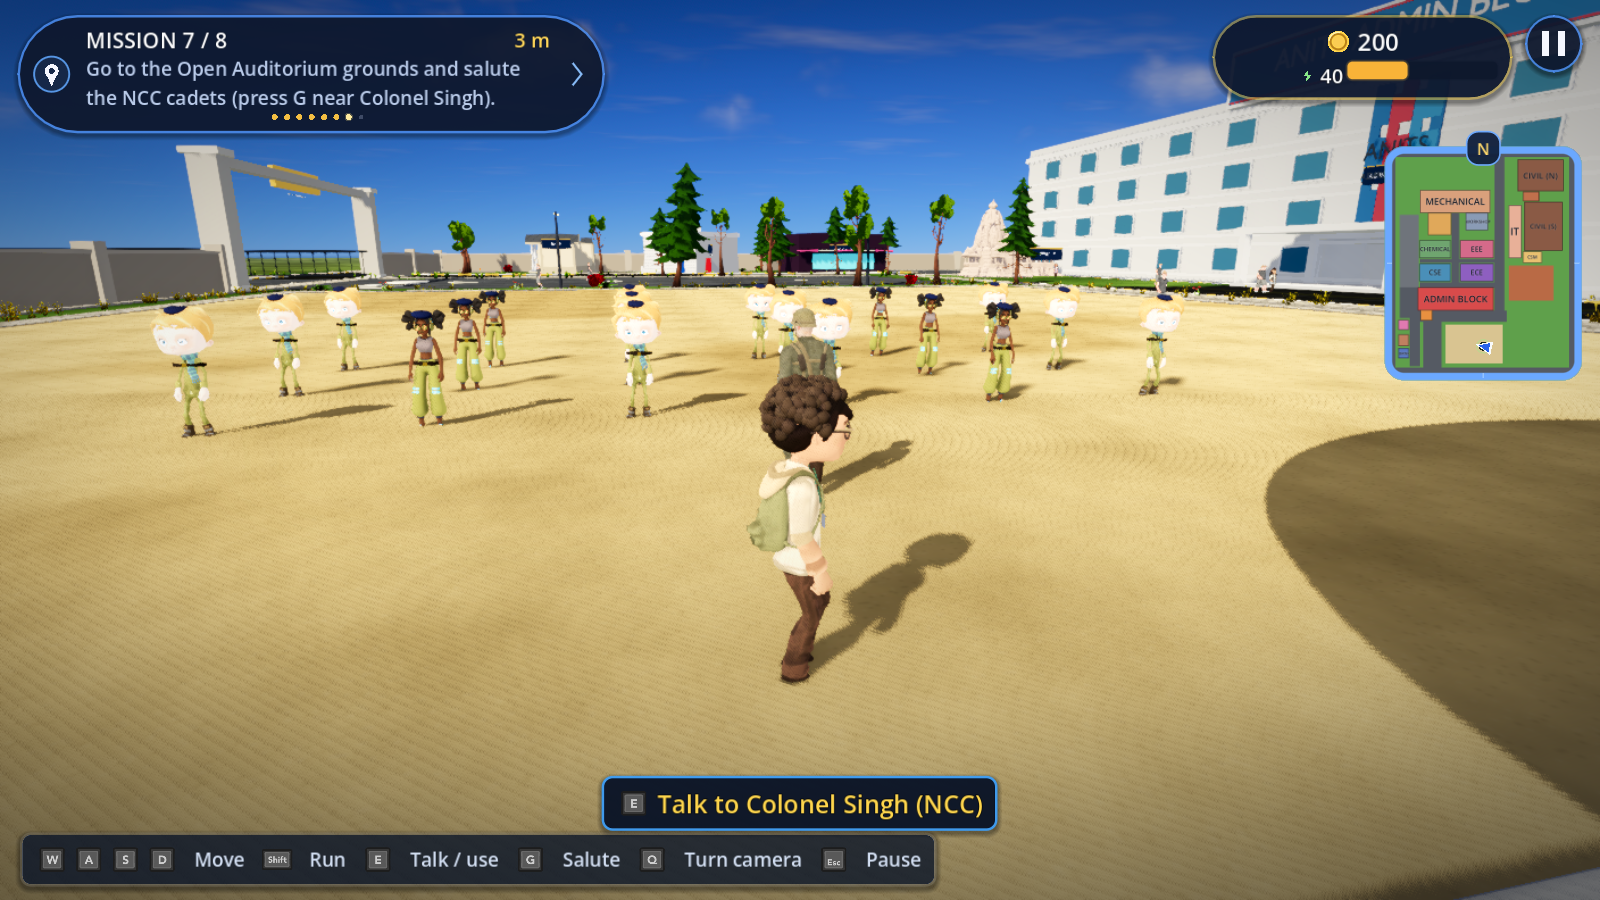 MISSION 7 / 8
3 m
Go to the Open Auditorium grounds and salute
the NCC cadets (press G near Colonel Singh).
200
40
N
CIVIL (N)
MECHANICAL
IT
CIVIL (S)
CHEMICAL
EEE
CSE
ECE
ADMIN BLOCK
E Talk to Colonel Singh (NCC)
W A S D Move Shift Run E Talk / use G Salute Q Turn camera Esc Pause